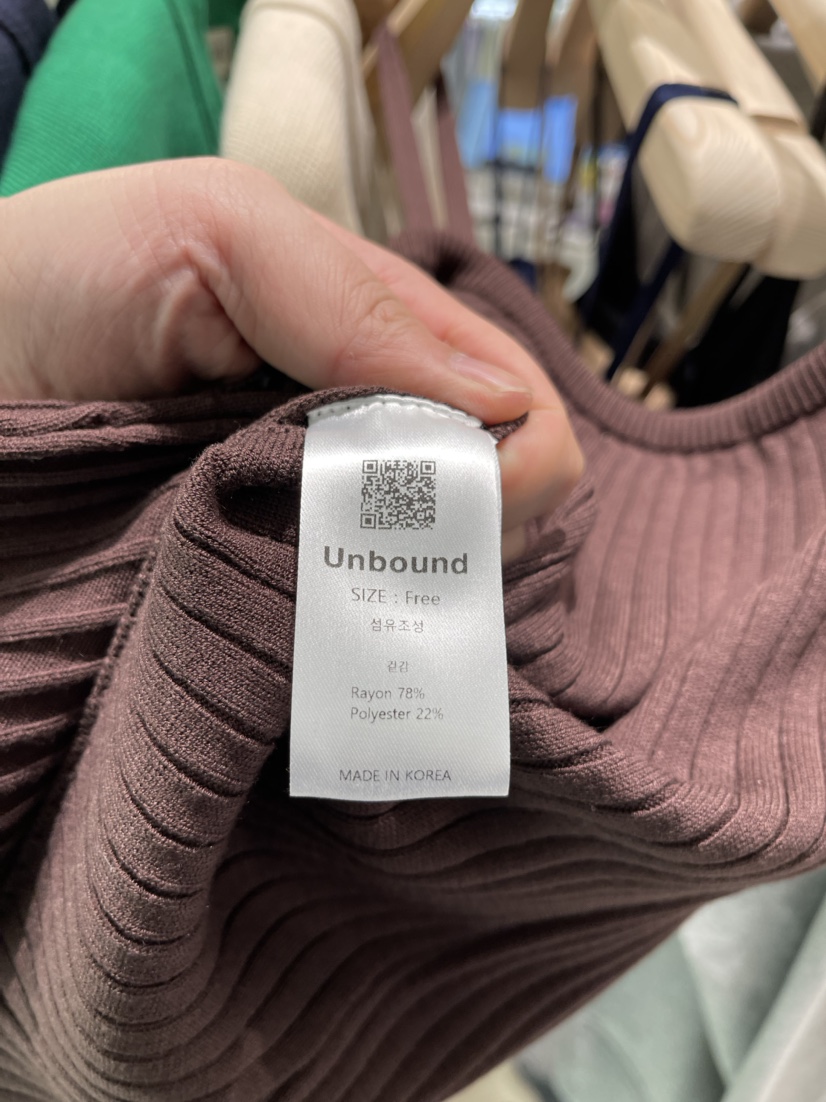 Unbound
SIZE : Free
섬유조성
겉감
Rayon 78%
Polyester 22%
MADE IN KOREA